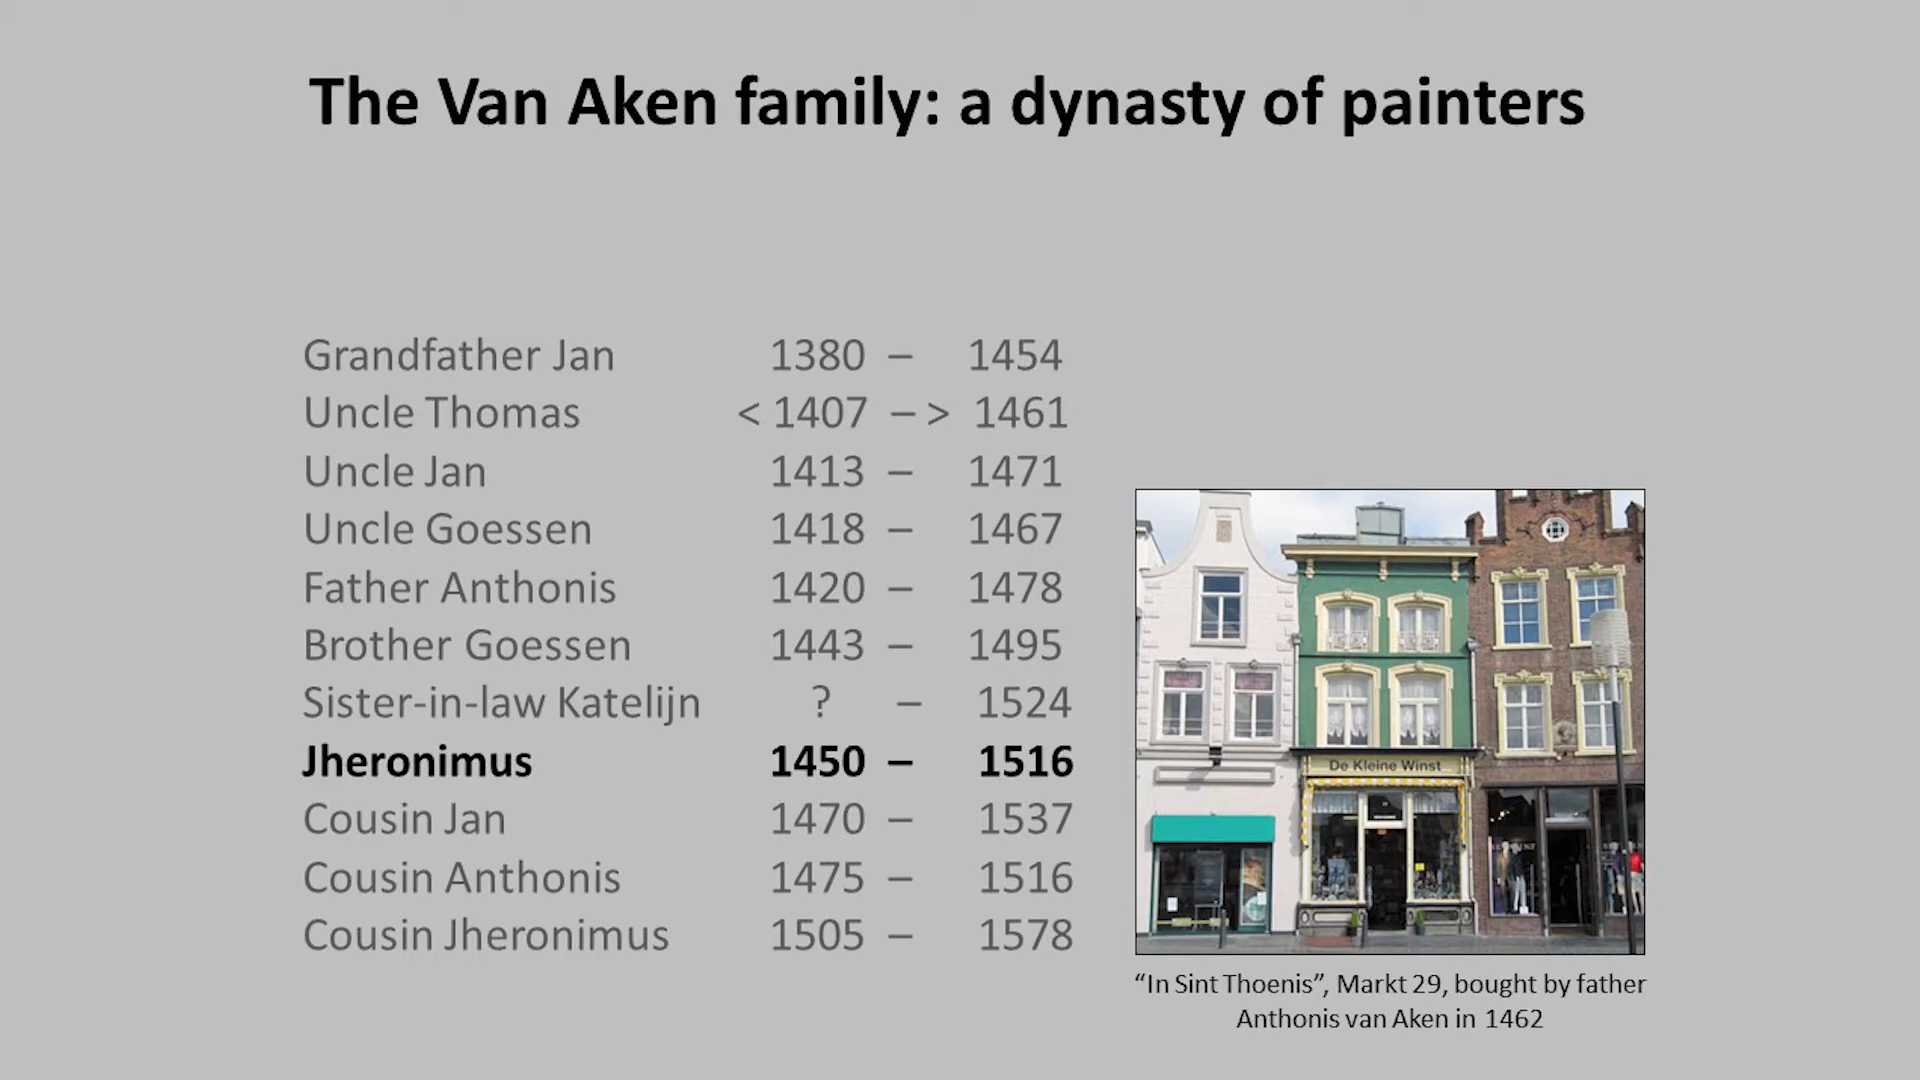 The Van Aken family: a dynasty of painters
Grandfather Jan 1380 – 1454
Uncle Thomas < 1407 – > 1461
Uncle Jan 1413 – 1471
Uncle Goessen 1418 – 1467
Father Anthonis 1420 – 1478
Brother Goessen 1443 – 1495
Sister-in-law Katelijn ? – 1524
Jheronimus 1450 – 1516
Cousin Jan 1470 – 1537
Cousin Anthonis 1475 – 1516
Cousin Jheronimus 1505 – 1578
De Kleine Winst
“In Sint Thoenis”, Markt 29, bought by father
Anthonis van Aken in 1462